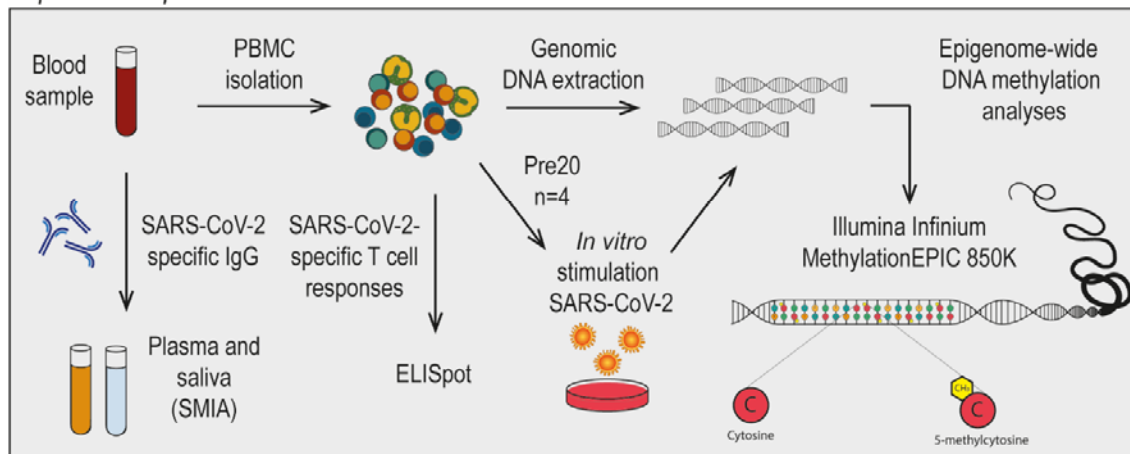 Blood
sample
PBMC
isolation
Genomic
DNA extraction
Epigenome-wide
DNA methylation
analyses
Pre20
n=4
SARS-CoV-2
specific IgG
SARS-CoV-2-
specific T cell
responses
In vitro
stimulation
SARS-CoV-2
Illumina Infinium
MethylationEPIC 850K
Plasma and
saliva
(SMIA)
ELISpot
C
Cytosine
CH₃
C
5-methylcytosine